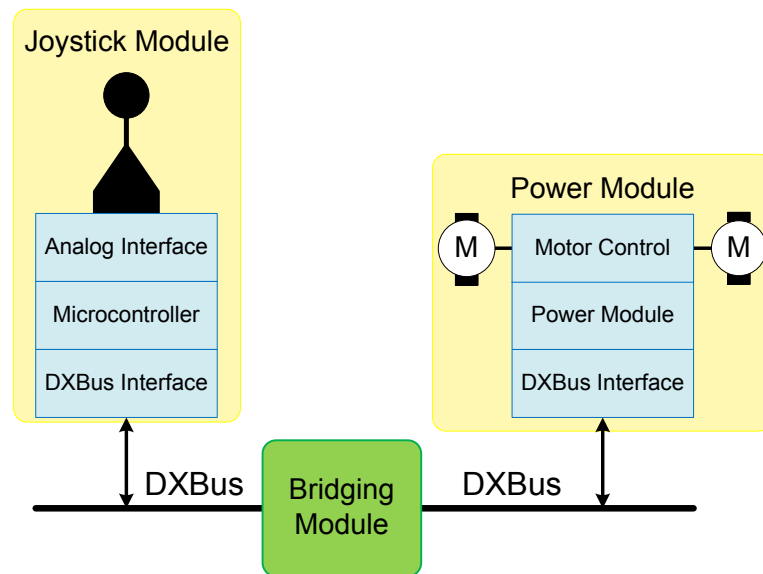 Joystick Module
Analog Interface
Microcontroller
DXBus Interface
Power Module
M
Motor Control
M
Power Module
DXBus Interface
DXBus
Bridging
Module
DXBus